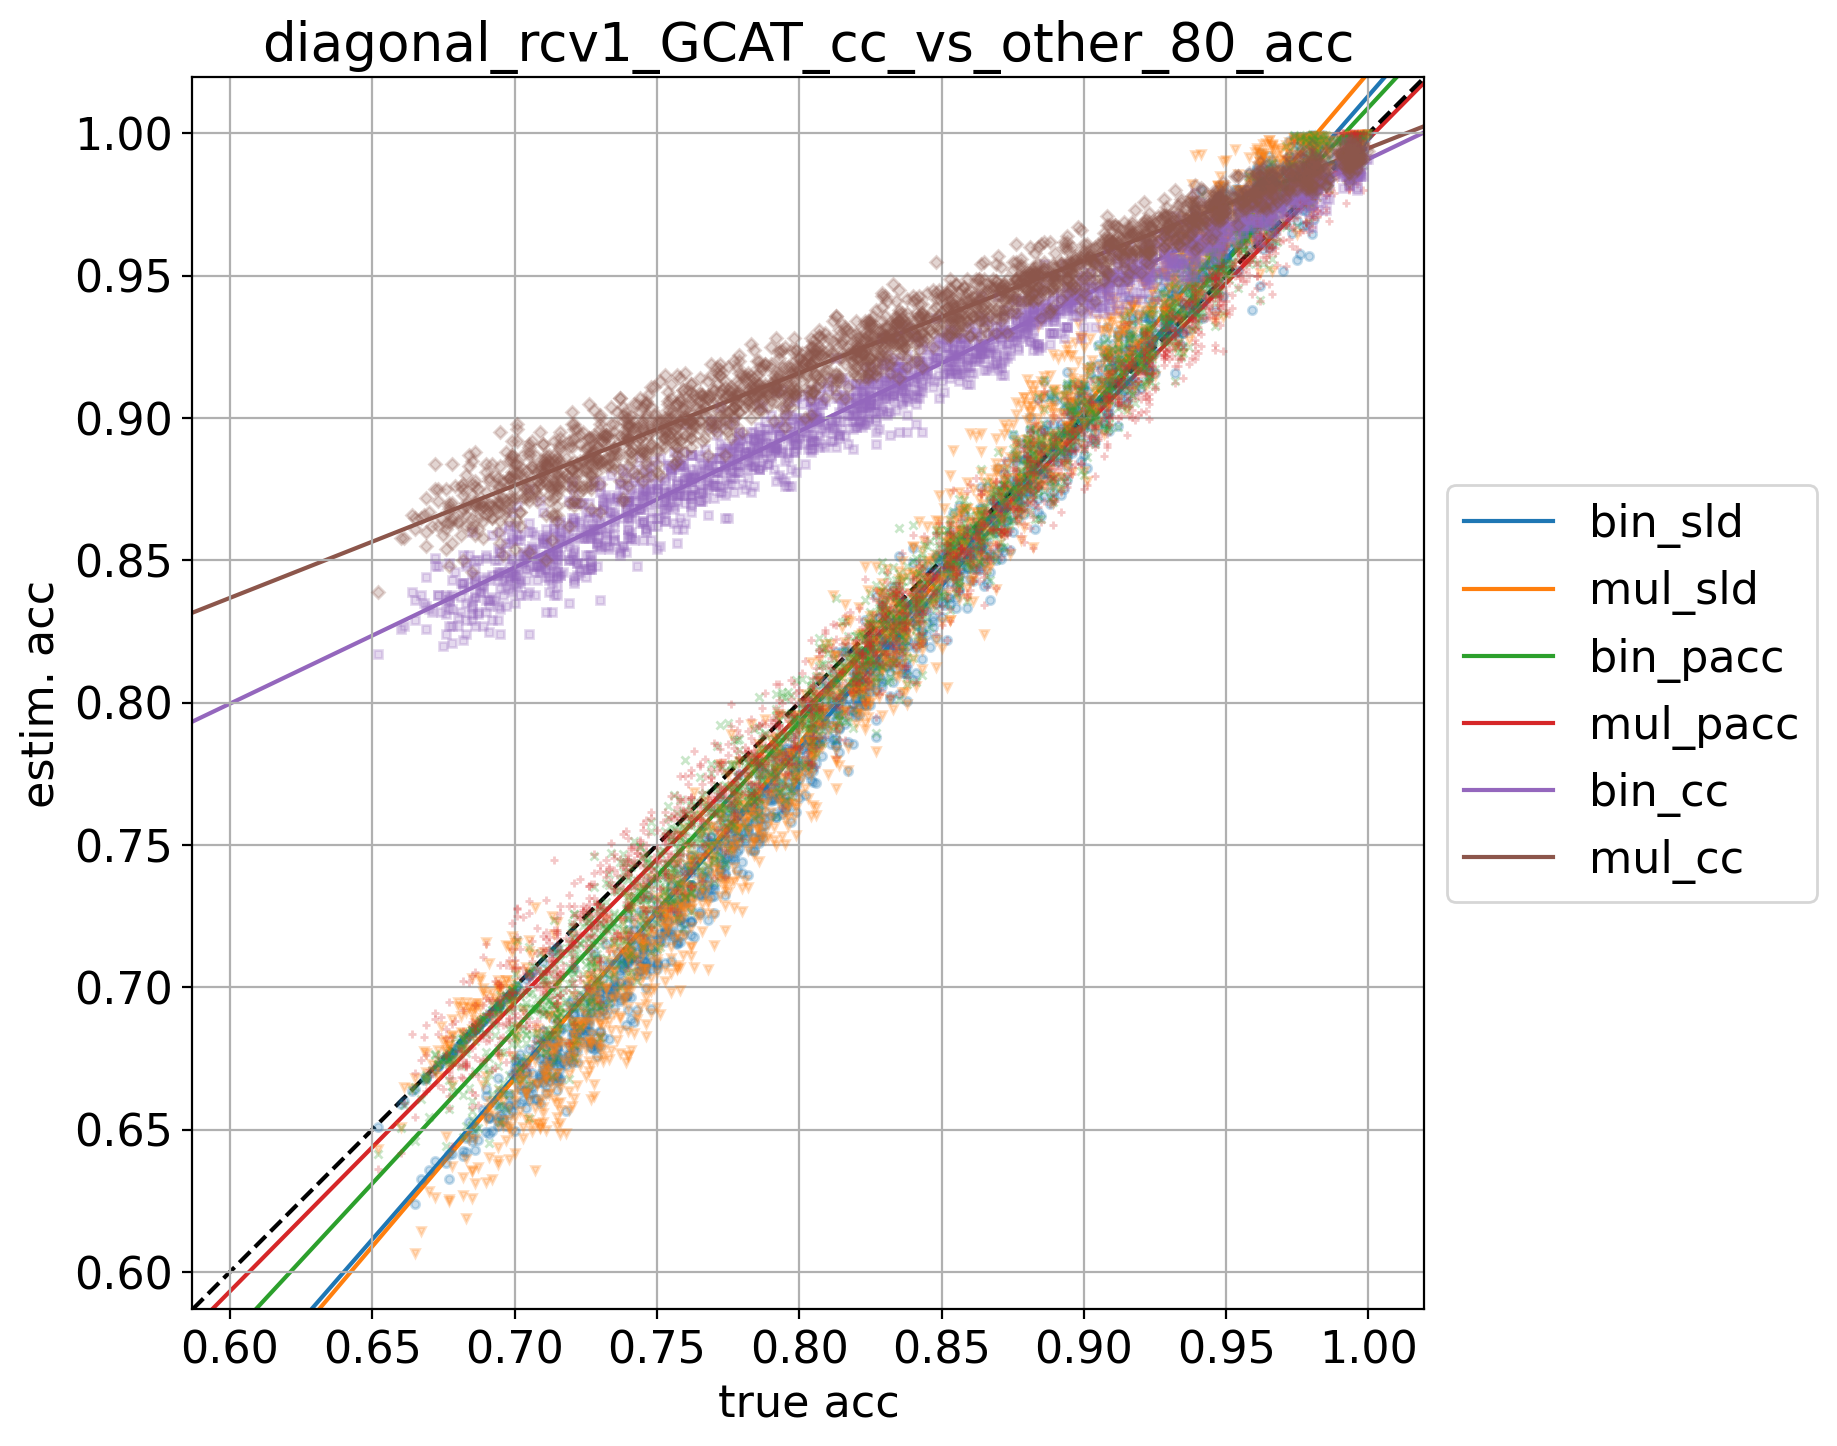 diagonal_rcv1_GCAT_cc_vs_other_80_acc
1.00
0.95
0.90
0.85
0.80
0.75
0.70
0.65
0.60
estim. acc
0.60 0.65 0.70 0.75 0.80 0.85 0.90 0.95 1.00
true acc
bin_sld
mul_sld
bin_pacc
mul_pacc
bin_cc
mul_cc